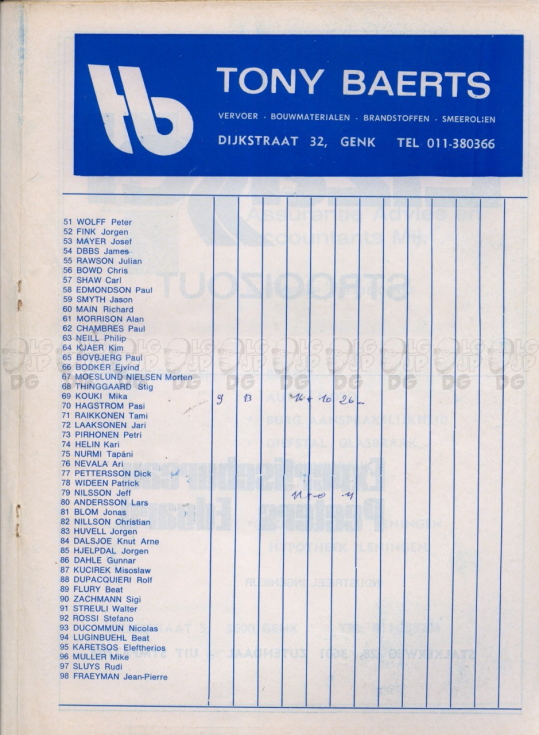 TONY BAERTS
VERVOER - BOUWMATERIALEN - BRANDSTOFFEN - SMEEROLIEN
DIJKSTRAAT 32, GENK TEL 011-380366
51 WOLFF Peter
52 FINK Jorgen
53 MAYER Josef
54 DBBS James
55 RAWSON Julian
56 BOWD Chris
57 SHAW Carl
58 EDMONDSON Paul
59 SMYTH Jason
60 MAIN Richard
61 MORRISON Alan
62 CHAMBRES Paul
63 NEILL Philip
64 KJAER Kim
65 BOVBJERG Paul
66 BODKER Ejvind
67 MOESLUND NIELSEN Morten
68 THINGGAARD Stig
69 KOUKI Mika 9 13 16+10 26
70 HAGSTROM Pasi
71 RAIKKONEN Tami
72 LAAKSONEN Jari
73 PIRHONEN Petri
74 HELIN Kari
75 NURMI Tapani
76 NEVALA Ari
77 PETTERSSON Dick
78 WIDEEN Patrick
79 NILSSON Jeff 11+0 11
80 ANDERSSON Lars
81 BLOM Jonas
82 NILLSON Christian
83 HUVELL Jorgen
84 DALSJOE Knut Arne
85 HJELPDAL Jorgen
86 DAHLE Gunnar
87 KUCIREK Misoslaw
88 DUPACQUIERI Rolf
89 FLURY Beat
90 ZACHMANN Sigi
91 STREULI Walter
92 ROSSI Stefano
93 DUCOMMUN Nicolas
94 LUGINBUEHL Beat
95 KARETSOS Eleftherios
96 MULLER Mike
97 SLUYS Rudi
98 FRAEYMAN Jean-Pierre